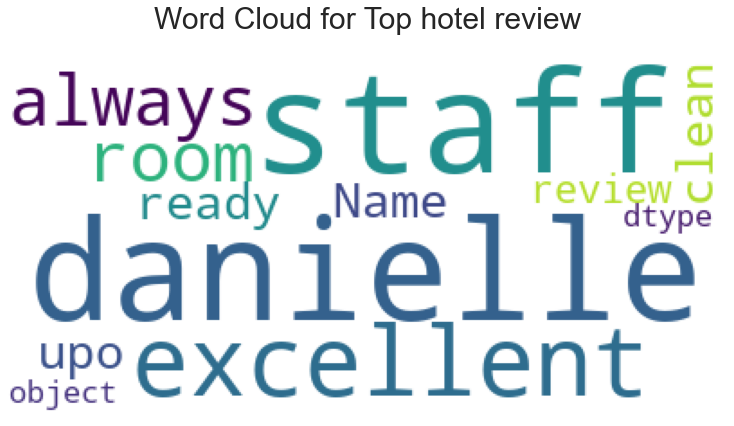 Word Cloud for Top hotel review
always
staff
clean
room
ready
Name
review
dtype
danielle
upo
excellent
object